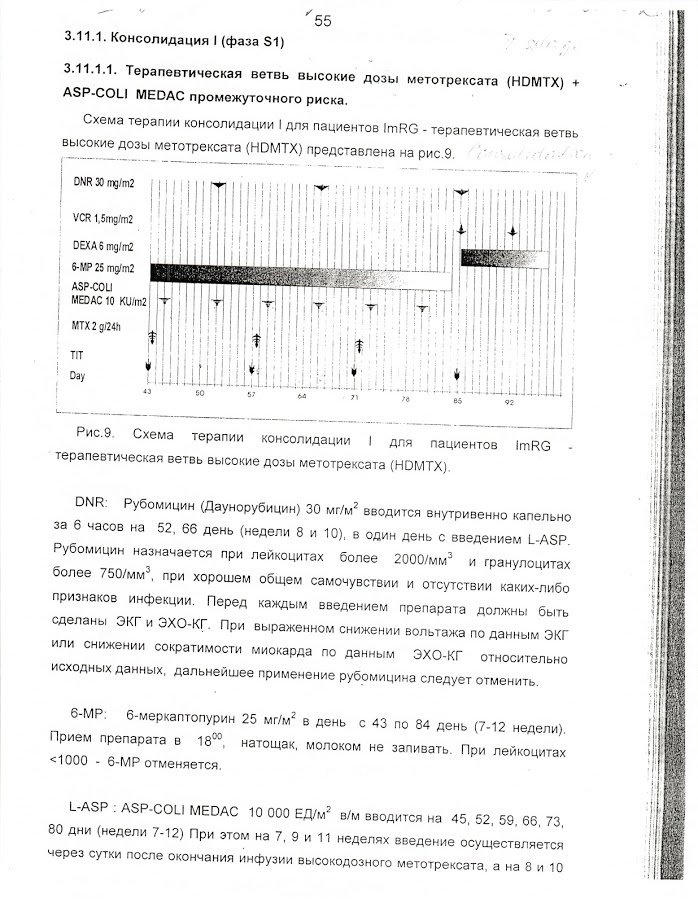 55
3.11.1. Консолидация I (фаза S1)
3.11.1.1. Терапевтическая ветвь высокие дозы метотрексата (HDMTX) +
ASP-COLI MEDAC промежуточного риска.
Схема терапии консолидации I для пациентов ImRG - терапевтическая ветвь
высокие дозы метотрексата (HDMTX) представлена на рис.9.
DNR 30 mg/m2
VCR 1,5mg/m2
DEXA 6 mg/m2
6-MP 25 mg/m2
ASP-COLI
MEDAC 10 KU/m2
MTX 2 g/24h
TIT
Day
43 50 57 64 71 78 85 92
Рис.9. Схема терапии консолидации I для пациентов ImRG -
терапевтическая ветвь высокие дозы метотрексата (HDMTX).
DNR: Рубомицин (Даунорубицин) 30 мг/м² вводится внутривенно капельно
за 6 часов на 52, 66 день (недели 8 и 10), в один день с введением L-ASP.
Рубомицин назначается при лейкоцитах более 2000/мм³ и гранулоцитах
более 750/мм³, при хорошем общем самочувствии и отсутствии каких-либо
признаков инфекции. Перед каждым введением препарата должны быть
сделаны ЭКГ и ЭХО-КГ. При выраженном снижении вольтажа по данным ЭКГ
или снижении сократимости миокарда по данным ЭХО-КГ относительно
исходных данных, дальнейшее применение рубомицина следует отменить.
6-MP: 6-меркаптопурин 25 мг/м² в день с 43 по 84 день (7-12 недели).
Прием препарата в 18⁰⁰, натощак, молоком не запивать. При лейкоцитах
<1000 - 6-MP отменяется.
L-ASP : ASP-COLI MEDAC 10 000 ЕД/м² в/м вводится на 45, 52, 59, 66, 73,
80 дни (недели 7-12) При этом на 7, 9 и 11 неделях введение осуществляется
через сутки после окончания инфузии высокодозного метотрексата, а на 8 и 10